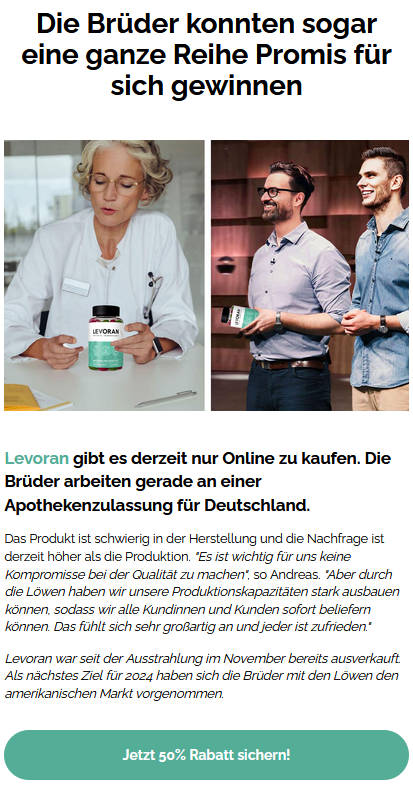 Die Brüder konnten sogar
eine ganze Reihe Promis für
sich gewinnen
LEVORAN
LEVORAN
Levoran gibt es derzeit nur Online zu kaufen. Die
Brüder arbeiten gerade an einer
Apothekenzulassung für Deutschland.
Das Produkt ist schwierig in der Herstellung und die Nachfrage ist
derzeit höher als die Produktion. "Es ist wichtig für uns keine
Kompromisse bei der Qualität zu machen", so Andreas. "Aber durch
die Löwen haben wir unsere Produktionskapazitäten stark ausbauen
können, sodass wir alle Kundinnen und Kunden sofort beliefern
können. Das fühlt sich sehr großartig an und jeder ist zufrieden."
Levoran war seit der Ausstrahlung im November bereits ausverkauft.
Als nächstes Ziel für 2024 haben sich die Brüder mit den Löwen den
amerikanischen Markt vorgenommen.
Jetzt 50% Rabatt sichern!